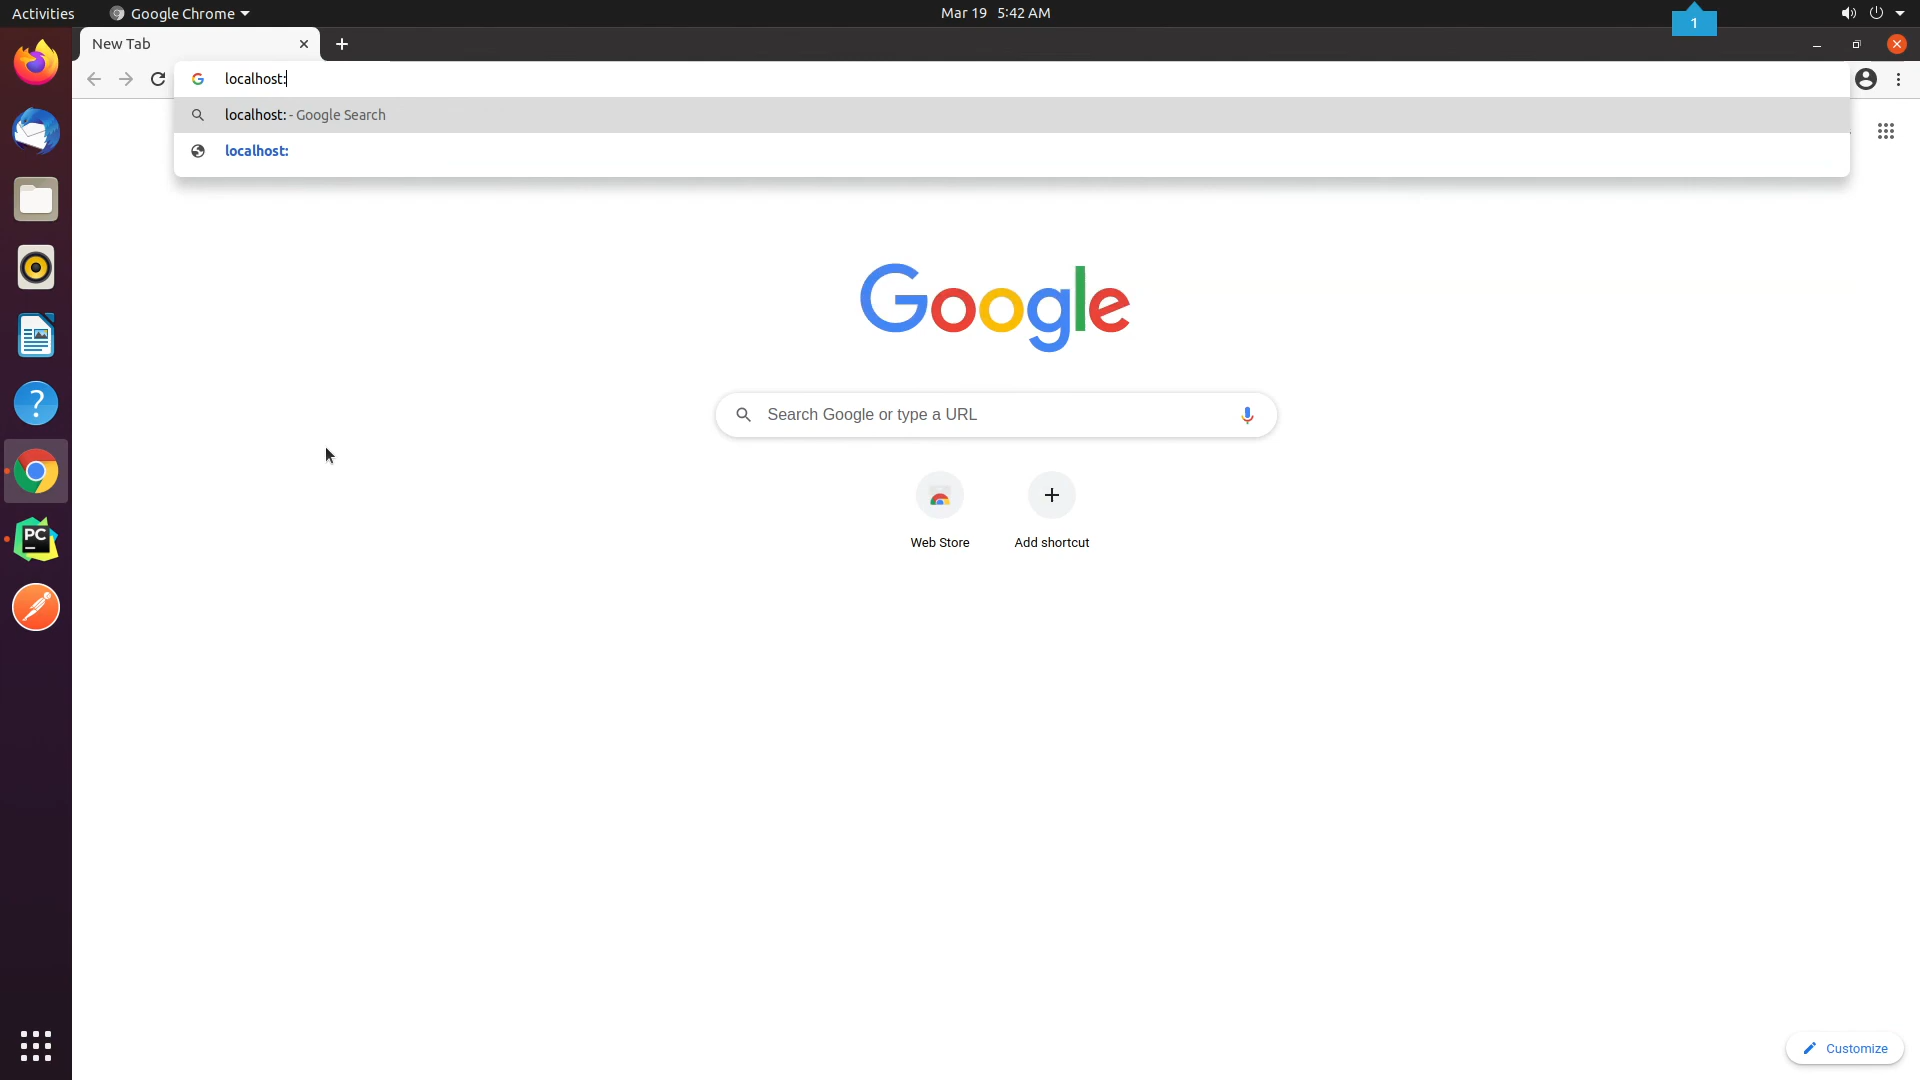 Activities
Google Chrome
Mar 19 5:42 AM
1
New Tab
localhost:
localhost: - Google Search
localhost:
Google
Search Google or type a URL
Web Store
Add shortcut
PC
Customize